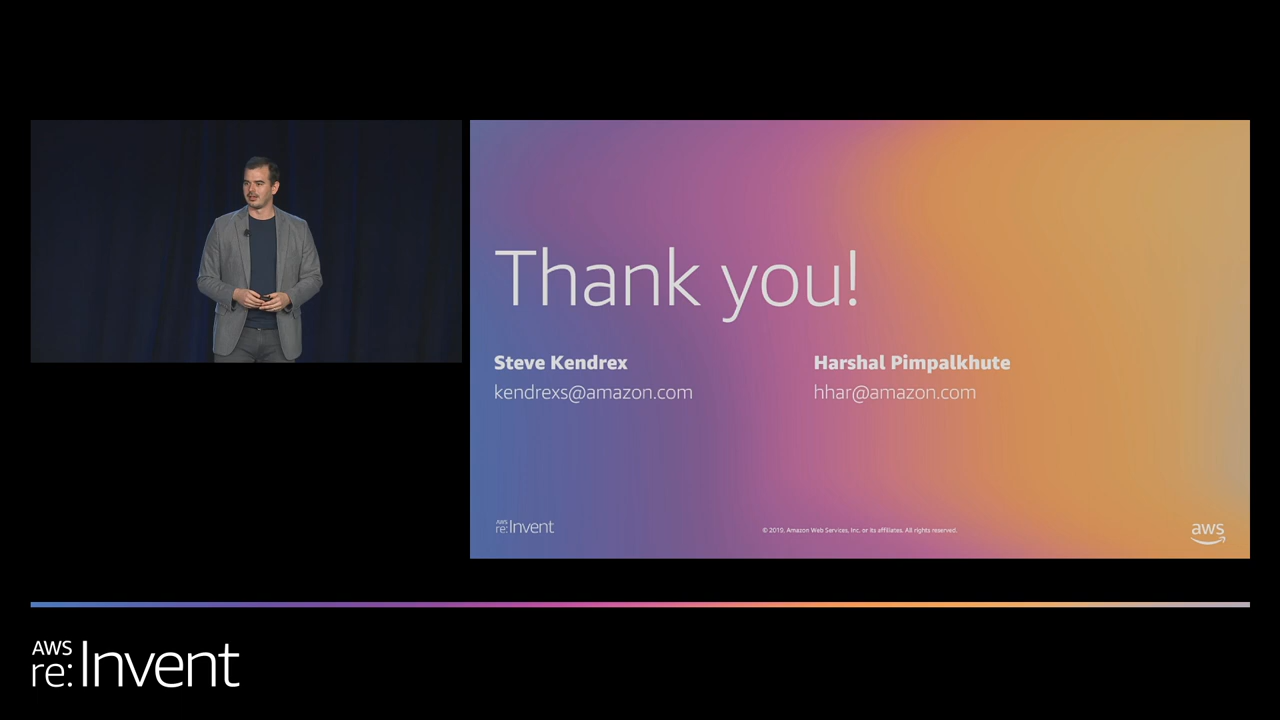 Thank you!
Steve Kendrex
kendrexs@amazon.com
Harshal Pimpalkhute
hhar@amazon.com
AWS
re:Invent
© 2019, Amazon Web Services, Inc. or its affiliates. All rights reserved.
aws
AWS
re:Invent